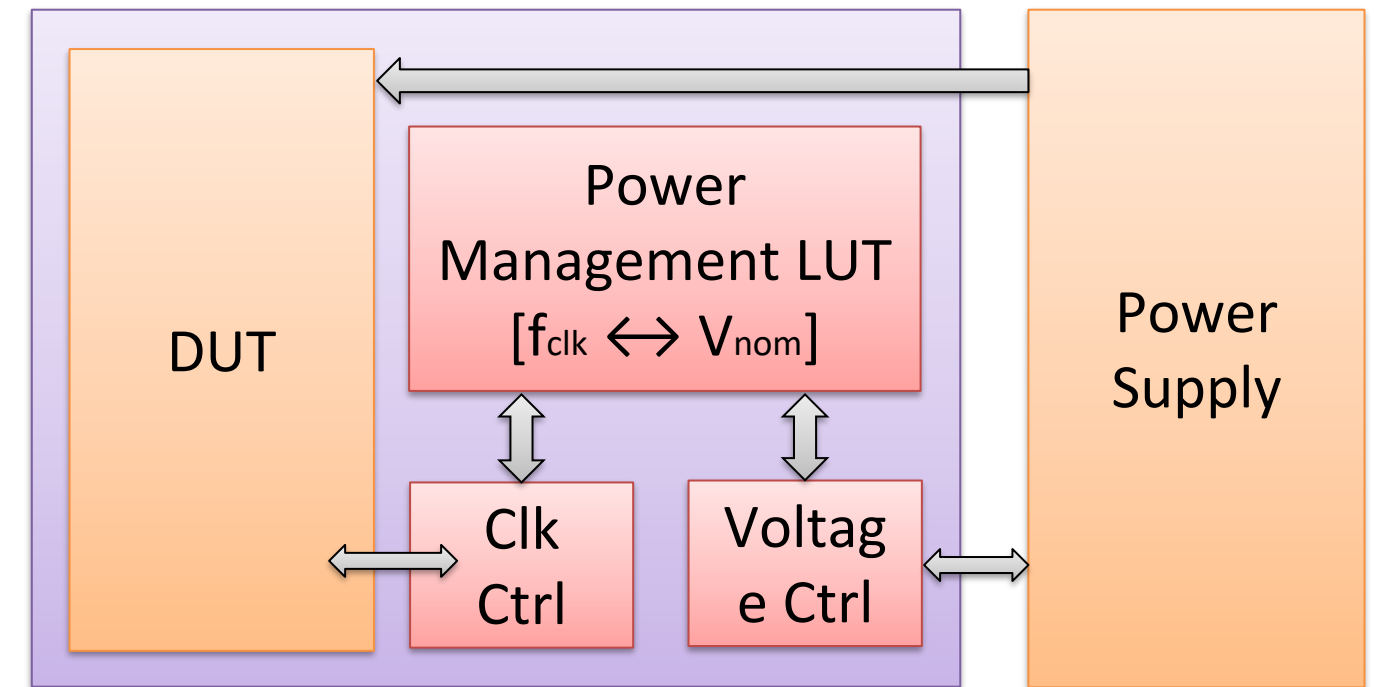 DUT
Power
Management LUT
[fclk ↔ Vnom]
Clk
Ctrl
Voltag
e Ctrl
Power
Supply